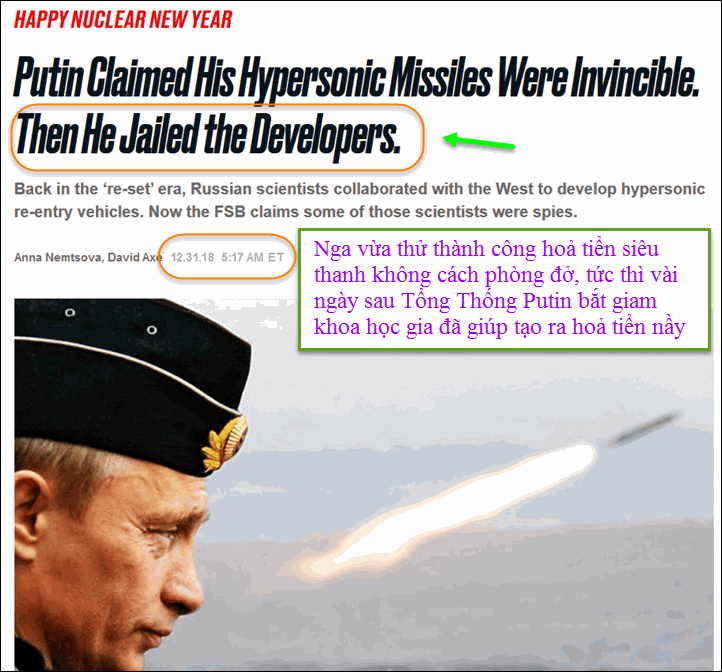 HAPPY NUCLEAR NEW YEAR
Putin Claimed His Hypersonic Missiles Were Invincible.
Then He Jailed the Developers.
Back in the ‘re-set’ era, Russian scientists collaborated with the West to develop hypersonic
re-entry vehicles. Now the FSB claims some of those scientists were spies.
Anna Nemtsova, David Axe 12.31.18 5:17 AM ET
Nga vừa thử thành công hoả tiển siêu
thanh không cách phòng đở, tức thì vài
ngày sau Tổng Thống Putin bắt giam
khoa học gia đã giúp tạo ra hoả tiển nầy